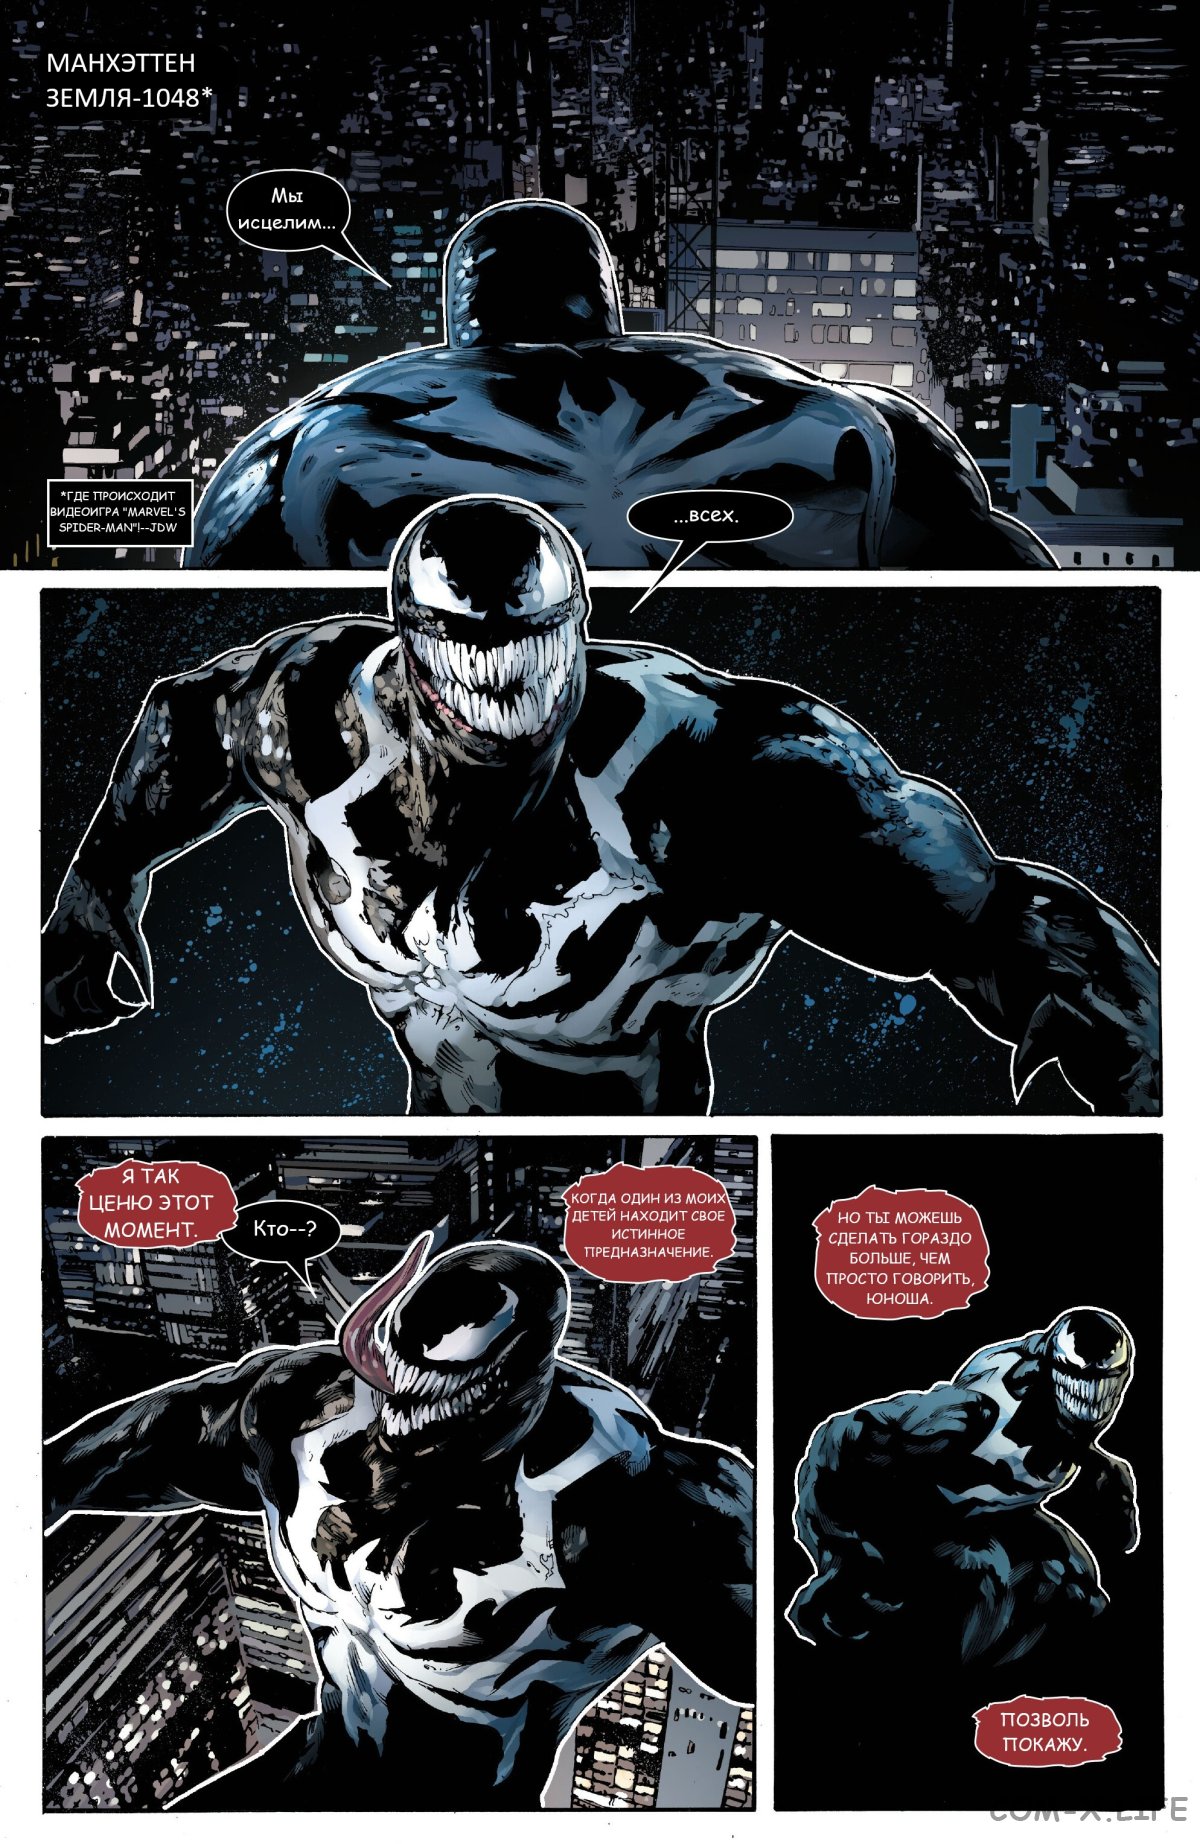 МАНХЭТТЕН
ЗЕМЛЯ-1048*
Мы
исцелим...
*ГДЕ ПРОИСХОДИТ
ВИДЕОИГРА "MARVEL'S
SPIDER-MAN"!--JDW
...всех.
Я ТАК
ЦЕНЮ ЭТОТ
МОМЕНТ.
Кто--?
КОГДА ОДИН ИЗ МОИХ
ДЕТЕЙ НАХОДИТ СВОЕ
ИСТИННОЕ
ПРЕДНАЗНАЧЕНИЕ.
НО ТЫ МОЖЕШЬ
СДЕЛАТЬ ГОРАЗДО
БОЛЬШЕ, ЧЕМ
ПРОСТО ГОВОРИТЬ,
ЮНОША.
ПОЗВОЛЬ
ПОКАЖУ.
COM-X.LIFE